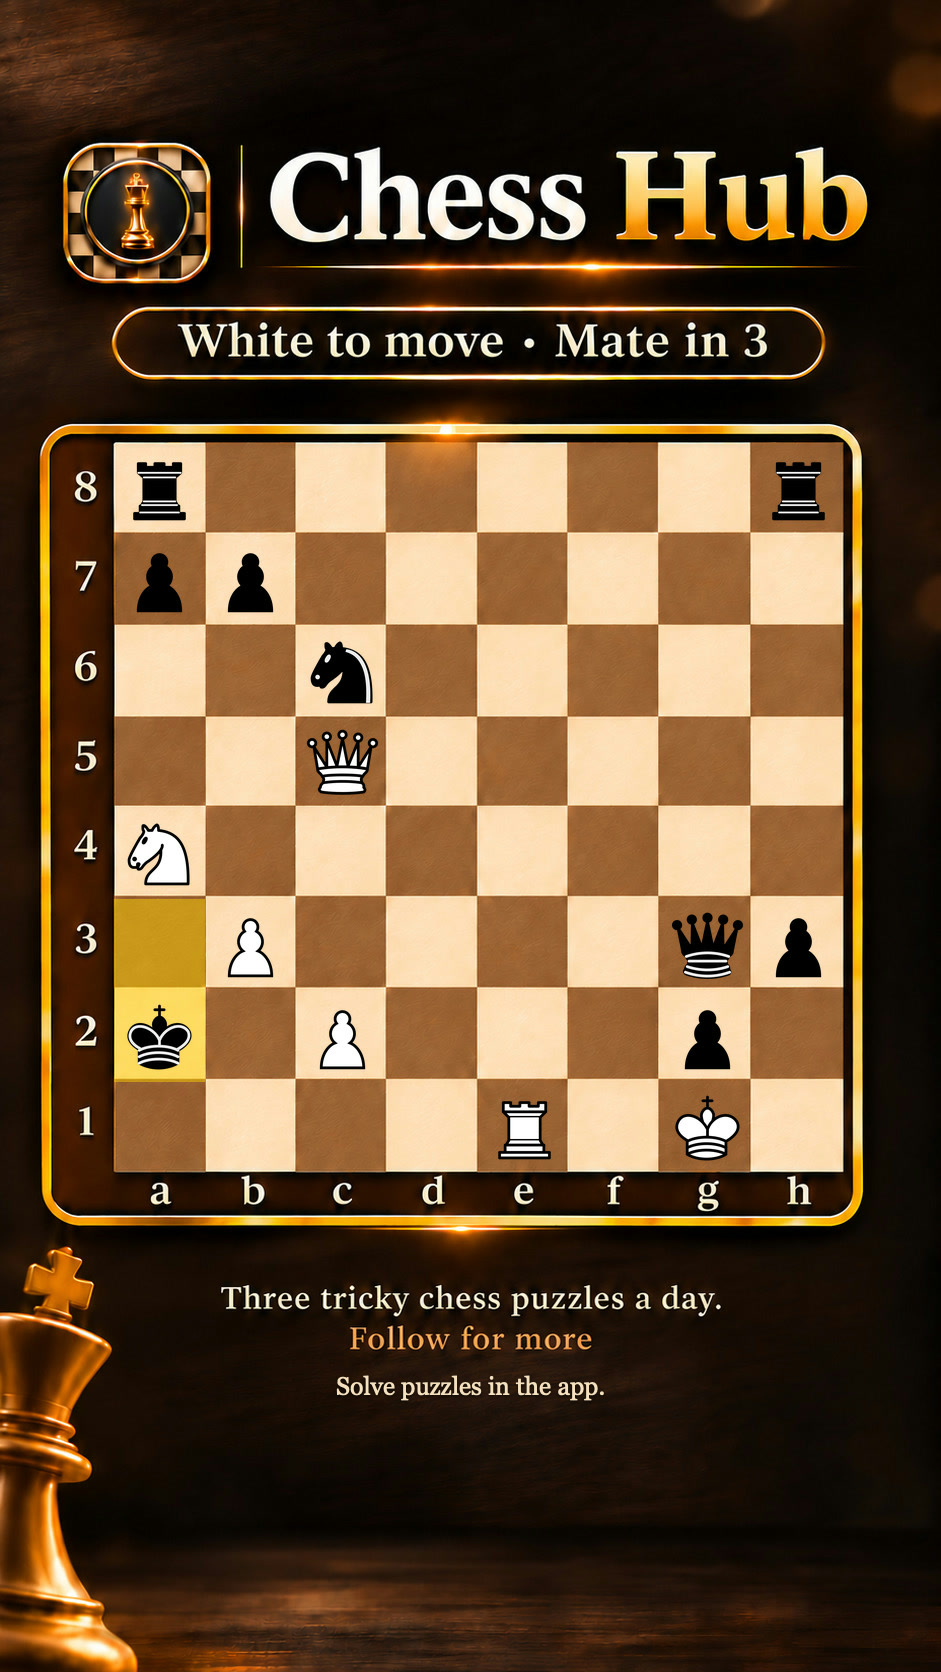 Chess Hub
White to move • Mate in 3
8
7
6
5
4
3
2
1
a b c d e f g h
Three tricky chess puzzles a day.
Follow for more
Solve puzzles in the app.